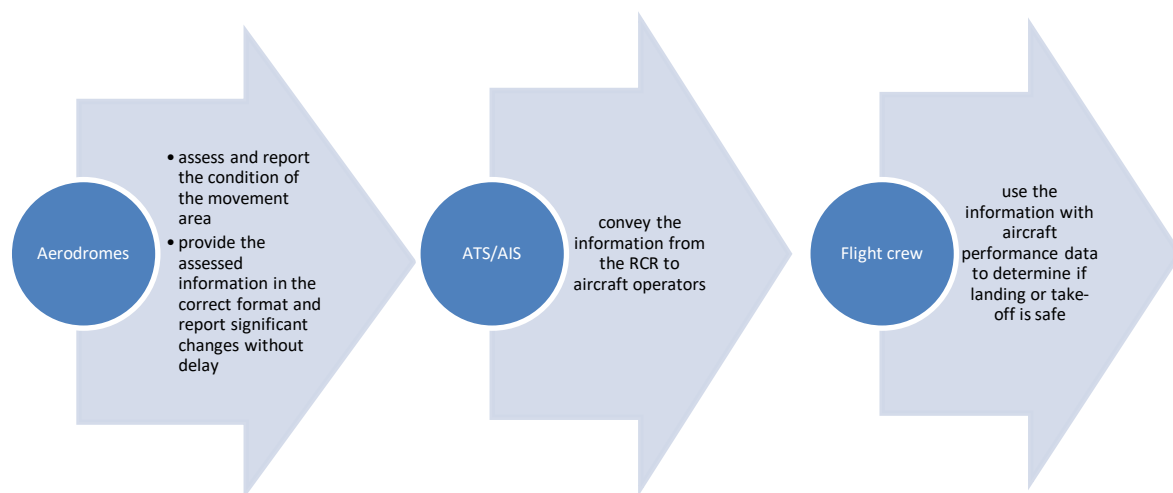 Aerodromes
• assess and report
the condition of
the movement
area
• provide the
assessed
information in the
correct format and
report significant
changes without
delay
ATS/AIS
convey the
information from
the RCR to
aircraft operators
Flight crew
use the
information with
aircraft
performance data
to determine if
landing or take-
off is safe